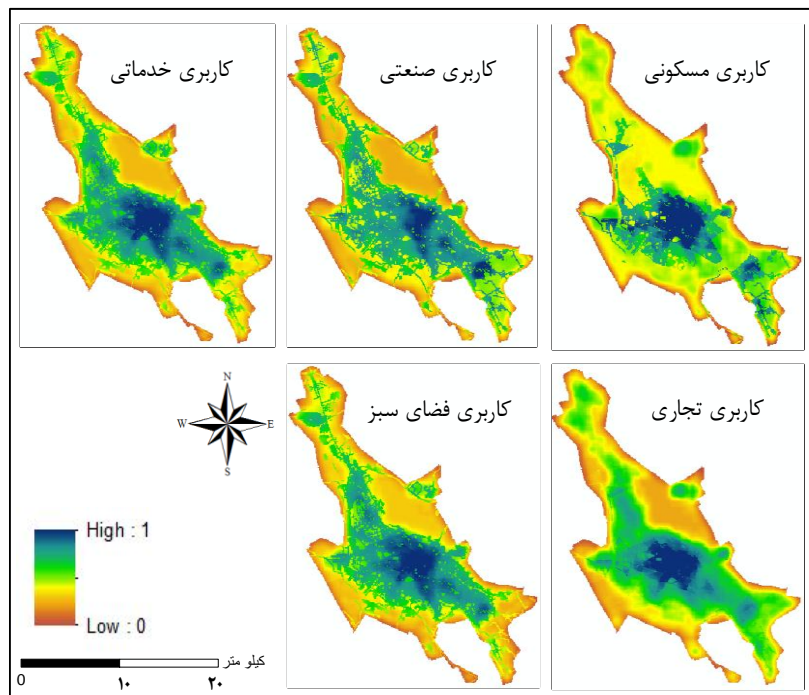 کاربری مسکونی
کاربری صنعتی
کاربری خدماتی
کاربری تجاری
کاربری فضای سبز
N
W E
S
High : 1
Low : 0
کیلو متر
0 ۱۰ ۲۰